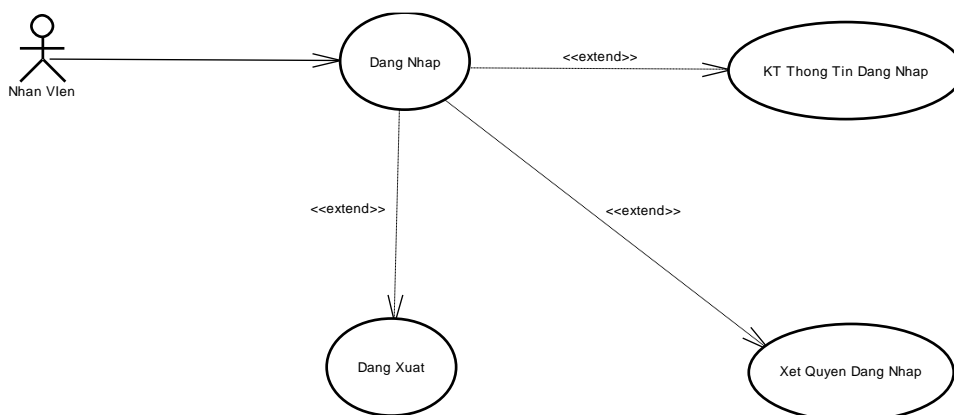 Dang Nhap
<<extend>>
KT Thong Tin Dang Nhap
Nhan VIen
<<extend>>
<<extend>>
Dang Xuat
Xet Quyen Dang Nhap